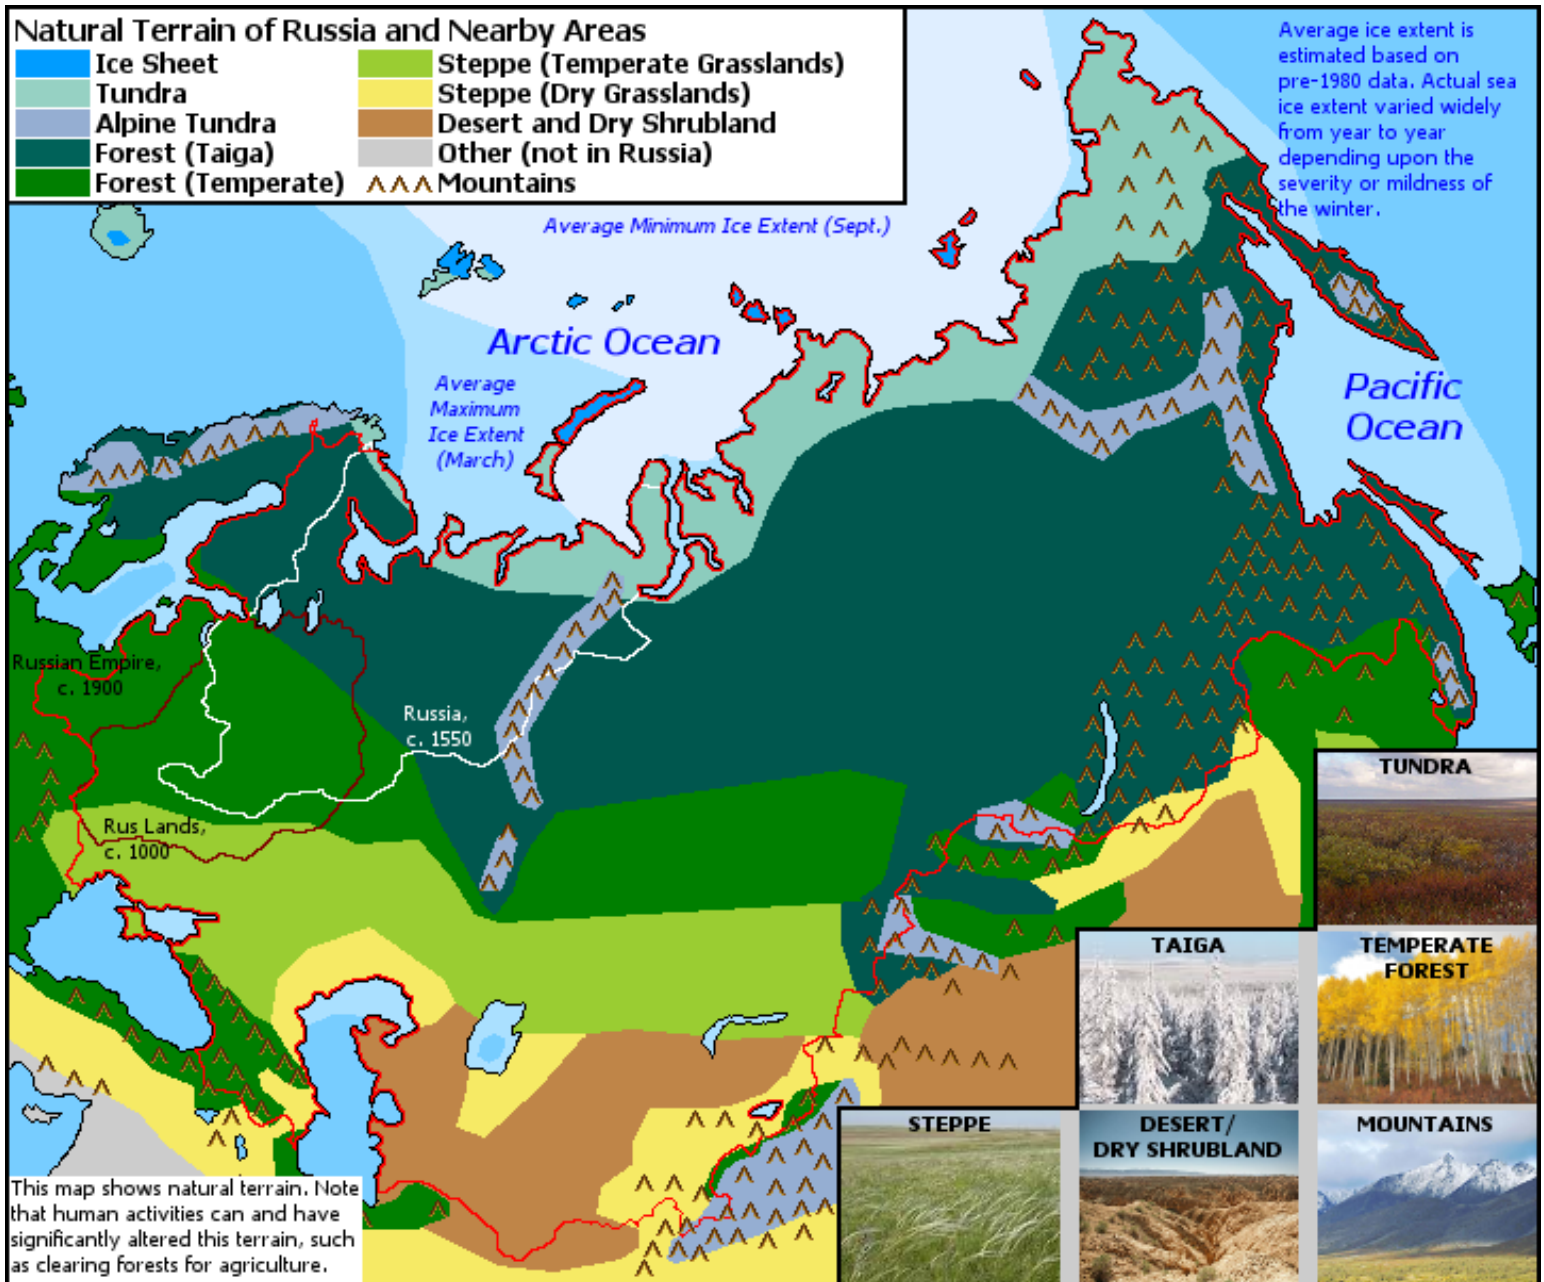 Natural Terrain of Russia and Nearby Areas
Ice Sheet
Tundra
Alpine Tundra
Forest (Taiga)
Forest (Temperate)
Steppe (Temperate Grasslands)
Steppe (Dry Grasslands)
Desert and Dry Shrubland
Other (not in Russia)
Mountains
Average ice extent is
estimated based on
pre-1980 data. Actual sea
ice extent varied widely
from year to year
depending upon the
severity or mildness of
the winter.
Average Minimum Ice Extent (Sept.)
Arctic Ocean
Average
Maximum
Ice Extent
(March)
Pacific
Ocean
Russian Empire,
c. 1900
Russia,
c. 1550
Rus Lands,
c. 1000
TUNDRA
TAIGA
TEMPERATE
FOREST
STEPPE
DESERT/
DRY SHRUBLAND
MOUNTAINS
This map shows natural terrain. Note
that human activities can and have
significantly altered this terrain, such
as clearing forests for agriculture.